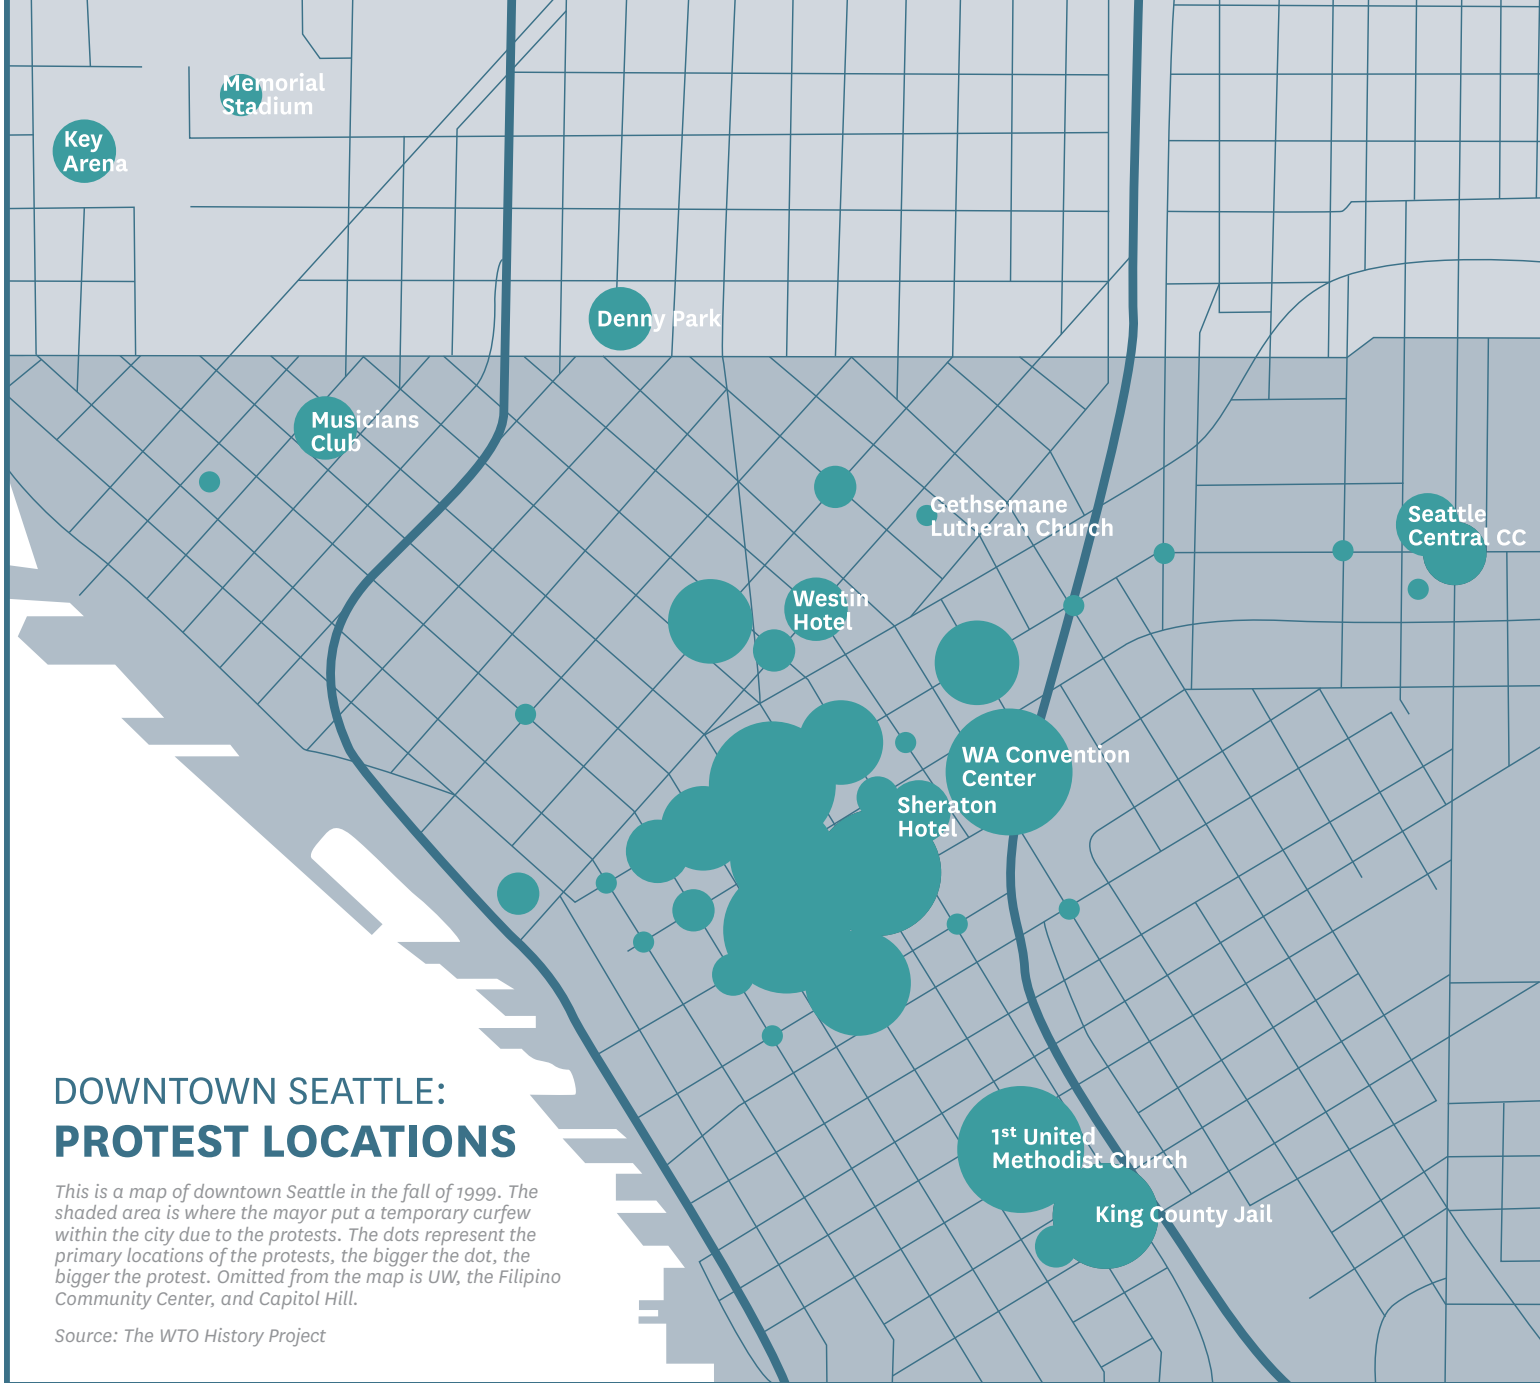 Memorial
Stadium
Key
Arena
Denny Park
Musicians
Club
Gethsemane
Lutheran Church
Seattle
Central CC
Westin
Hotel
WA Convention
Center
Sheraton
Hotel
1st United
Methodist Church
King County Jail
DOWNTOWN SEATTLE:
PROTEST LOCATIONS
This is a map of downtown Seattle in the fall of 1999. The
shaded area is where the mayor put a temporary curfew
within the city due to the protests. The dots represent the
primary locations of the protests, the bigger the dot, the
bigger the protest. Omitted from the map is UW, the Filipino
Community Center, and Capitol Hill.
Source: The WTO History Project